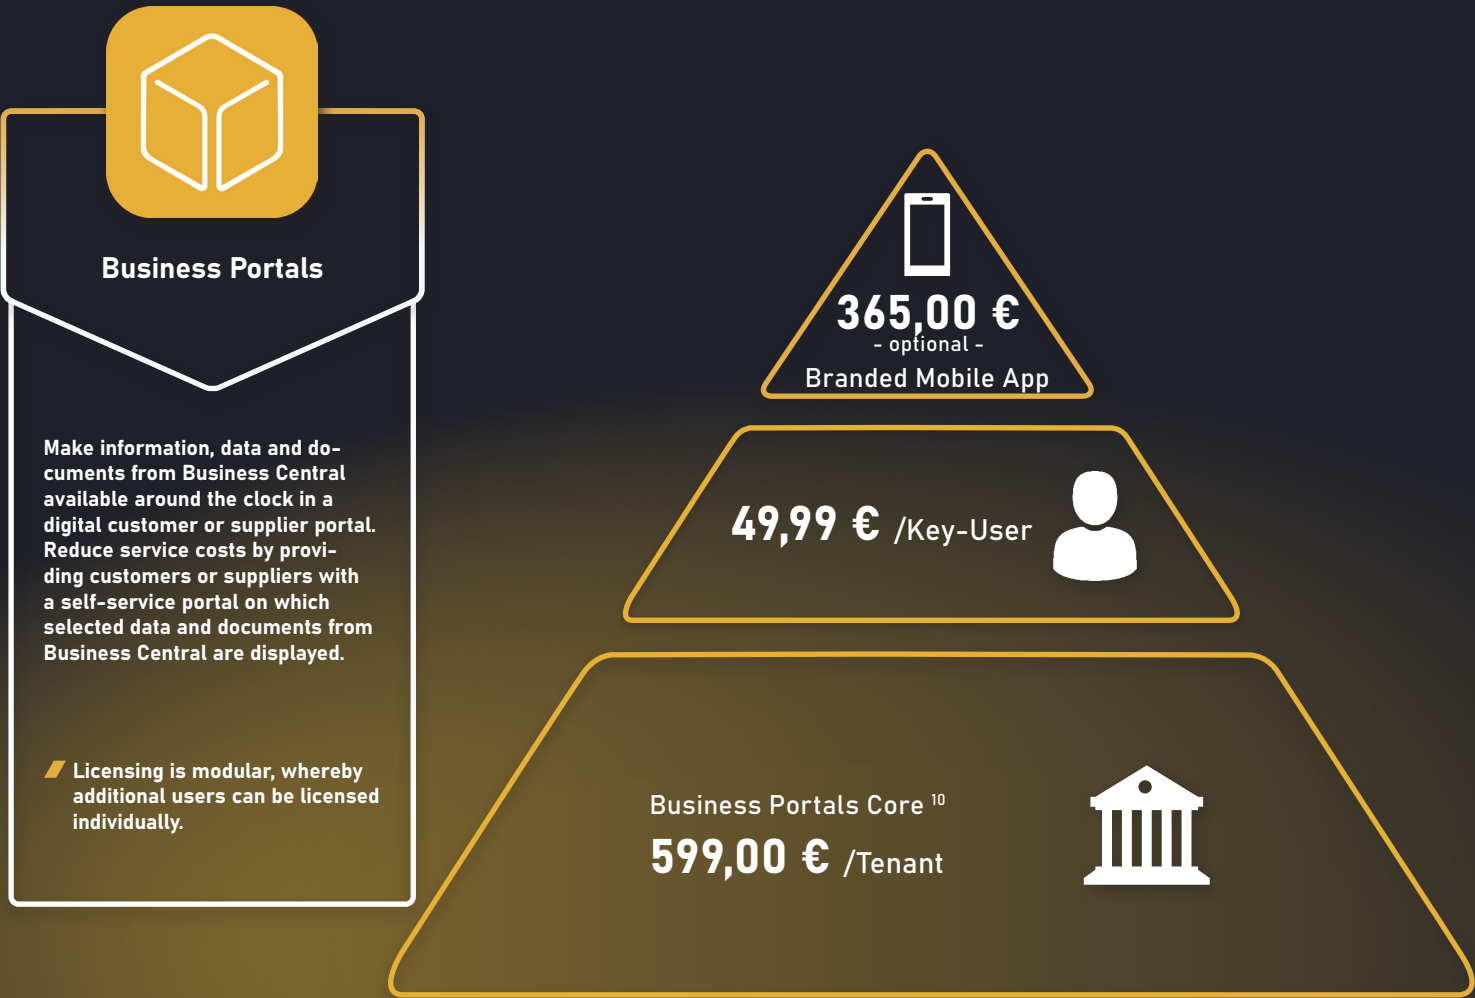 Business Portals
Make information, data and do-
cuments from Business Central
available around the clock in a
digital customer or supplier portal.
Reduce service costs by provi-
ding customers or suppliers with
a self-service portal on which
selected data and documents from
Business Central are displayed.
Licensing is modular, whereby
additional users can be licensed
individually.
365,00 €
- optional -
Branded Mobile App
49,99 € /Key-User
Business Portals Core 10
599,00 € /Tenant